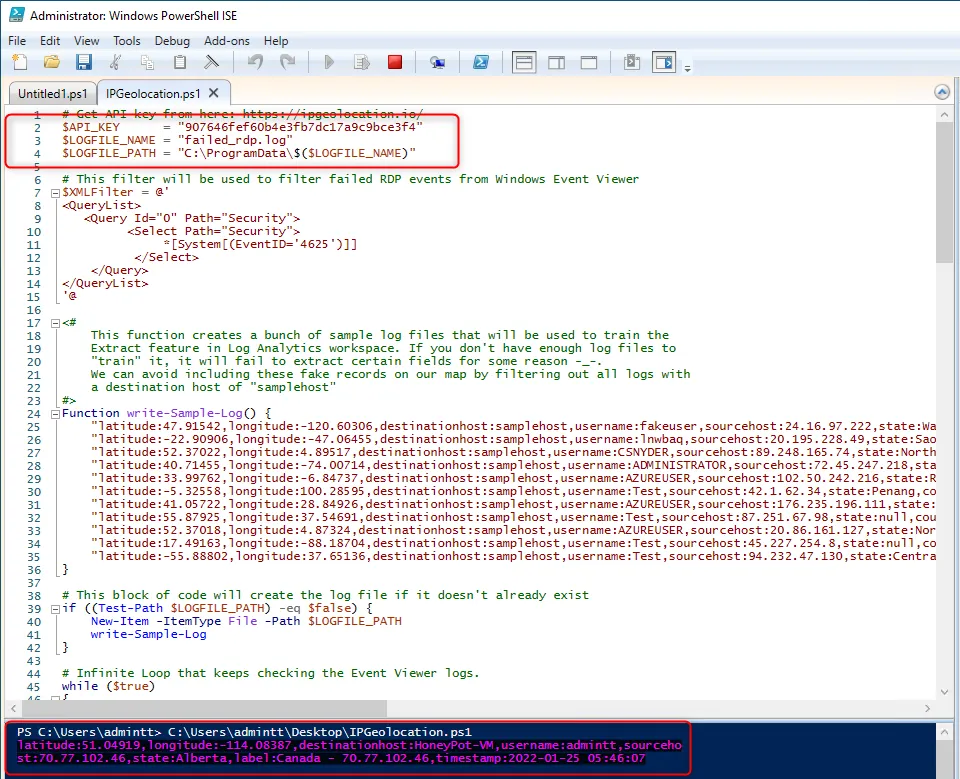 Administrator: Windows PowerShell ISE
File Edit View Tools Debug Add-ons Help
Untitled1.ps1 IPGeolocation.ps1 X
1 # Get API key from here: https://ipgeolocation.io/
2 $API_KEY = "907646fef60b4e3fb7dc17a9c9bce3f4"
3 $LOGFILE_NAME = "failed_rdp.log"
4 $LOGFILE_PATH = "C:\ProgramData\$($LOGFILE_NAME)"
5
6 # This filter will be used to filter failed RDP events from Windows Event Viewer
7 $XMLFilter = @'
8 <QueryList>
9 <Query Id="0" Path="Security">
10 <Select Path="Security">
11 *[System[(EventID='4625')]]
12 </Select>
13 </Query>
14 </QueryList>
15 '@
16
17 <#
18 This function creates a bunch of sample log files that will be used to train the
19 Extract feature in Log Analytics workspace. If you don't have enough log files to
20 "train" it, it will fail to extract certain fields for some reason -_-.
21 We can avoid including these fake records on our map by filtering out all logs with
22 a destination host of "samplehost"
23 #>
24 Function write-Sample-Log() {
25 "latitude:47.91542,longitude:-120.60306,destinationhost:samplehost,username:fakeuser,sourcehost:24.16.97.222,state:Wa
26 "latitude:-22.90906,longitude:-47.06455,destinationhost:samplehost,username:lnwbaq,sourcehost:20.195.228.49,state:Sao
27 "latitude:52.37022,longitude:4.89517,destinationhost:samplehost,username:CSNYDER,sourcehost:89.248.165.74,state:North
28 "latitude:40.71455,longitude:-74.00714,destinationhost:samplehost,username:ADMINISTRATOR,sourcehost:72.45.247.218,sta
29 "latitude:33.99762,longitude:-6.84737,destinationhost:samplehost,username:AZUREUSER,sourcehost:102.50.242.216,state:R
30 "latitude:-5.32558,longitude:100.28595,destinationhost:samplehost,username:Test,sourcehost:42.1.62.34,state:Penang,co
31 "latitude:41.05722,longitude:28.84926,destinationhost:samplehost,username:AZUREUSER,sourcehost:176.235.196.111,state:
32 "latitude:55.87925,longitude:37.54691,destinationhost:samplehost,username:Test,sourcehost:87.251.67.98,state:null,cou
33 "latitude:52.37018,longitude:4.87324,destinationhost:samplehost,username:AZUREUSER,sourcehost:20.86.161.127,state:Nor
34 "latitude:17.49163,longitude:-88.18704,destinationhost:samplehost,username:Test,sourcehost:45.227.254.8,state:null,co
35 "latitude:-55.88802,longitude:37.65136,destinationhost:samplehost,username:Test,sourcehost:94.232.47.130,state:Centra
36 }
37
38 # This block of code will create the log file if it doesn't already exist
39 if ((Test-Path $LOGFILE_PATH) -eq $false) {
40 New-Item -ItemType File -Path $LOGFILE_PATH
41 write-Sample-Log
42 }
43
44 # Infinite Loop that keeps checking the Event Viewer logs.
45 while ($true)
46 {
PS C:\Users\admintt> C:\Users\admintt\Desktop\IPGeolocation.ps1
latitude:51.04919,longitude:-114.08387,destinationhost:HoneyPot-VM,username:admintt,sourceho
st:70.77.102.46,state:Alberta,label:Canada - 70.77.102.46,timestamp:2022-01-25 05:46:07